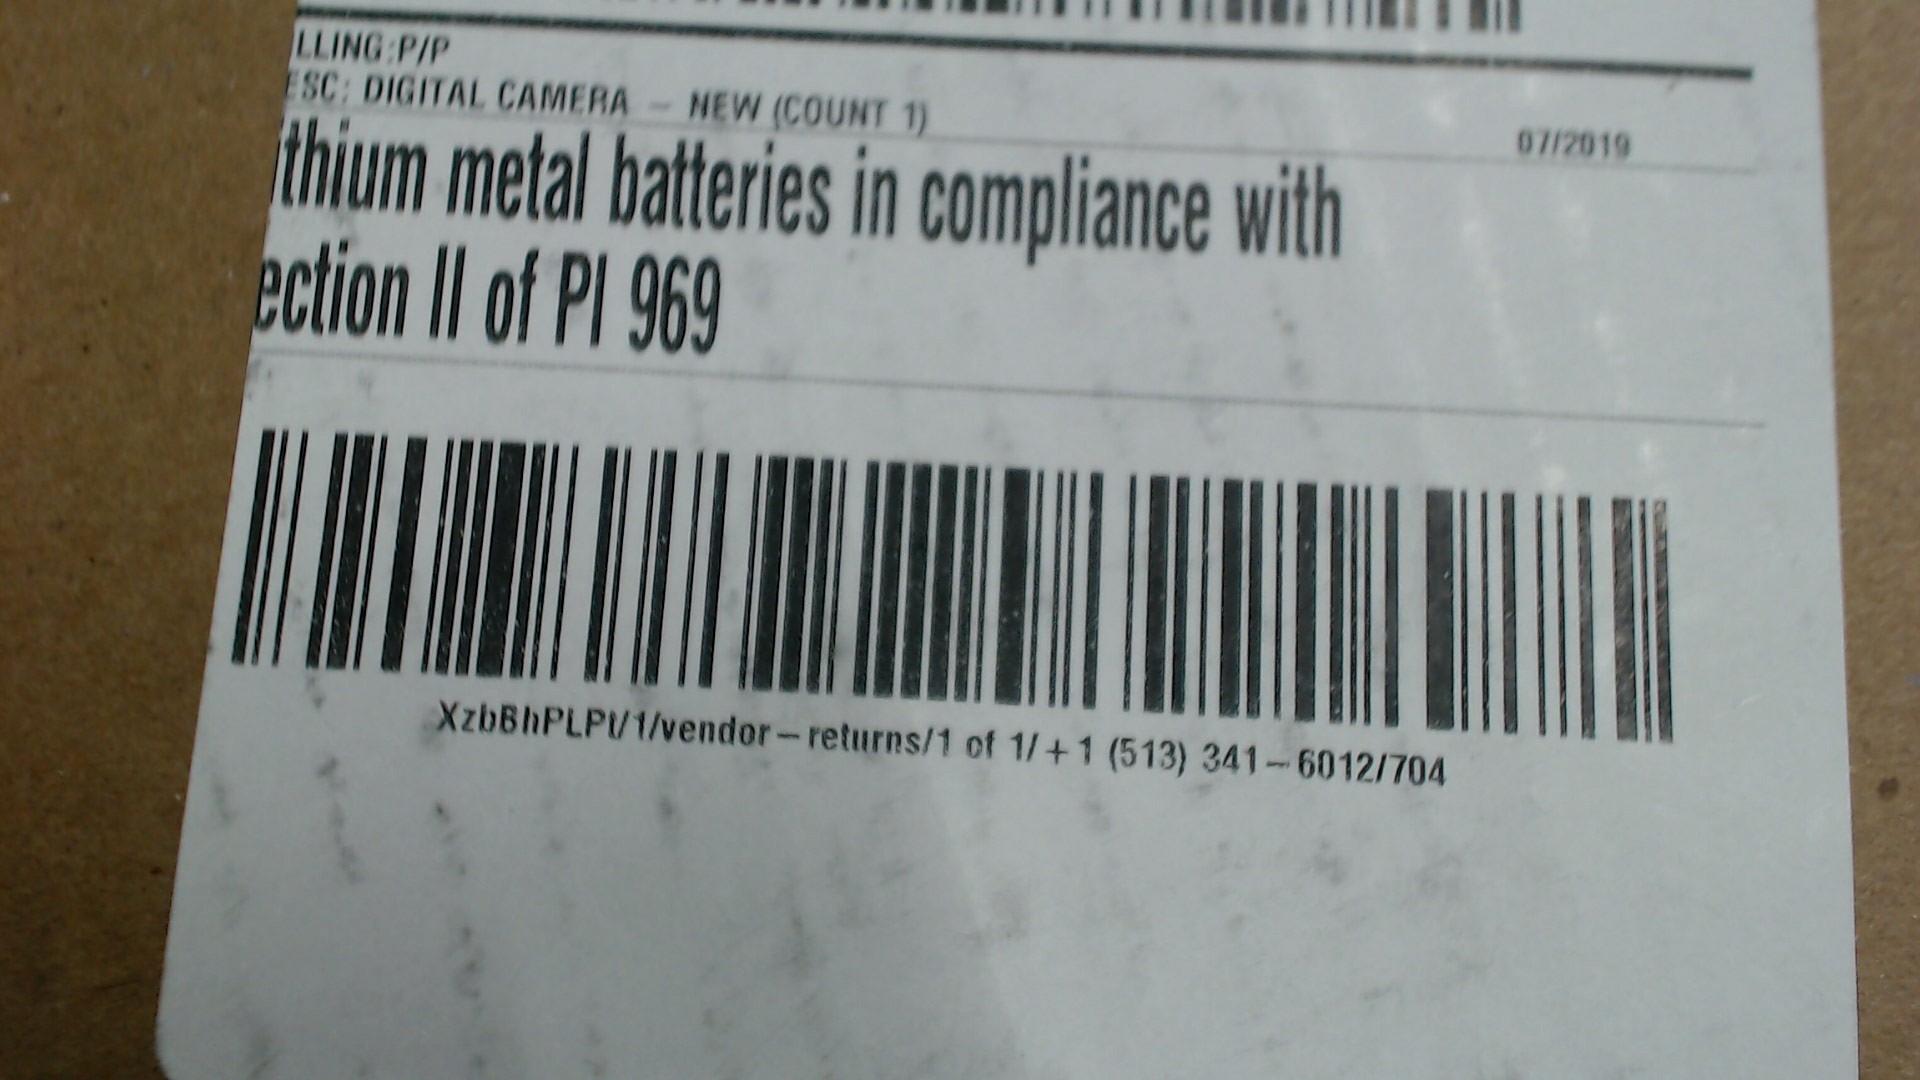 LLING:P/P
ESC: DIGITAL CAMERA – NEW (COUNT 1)
07/2019
ithium metal batteries in compliance with
ection II of PI 969
XzbBhPLPt/1/vendor–returns/1 of 1/+1 (513) 341–6012/704